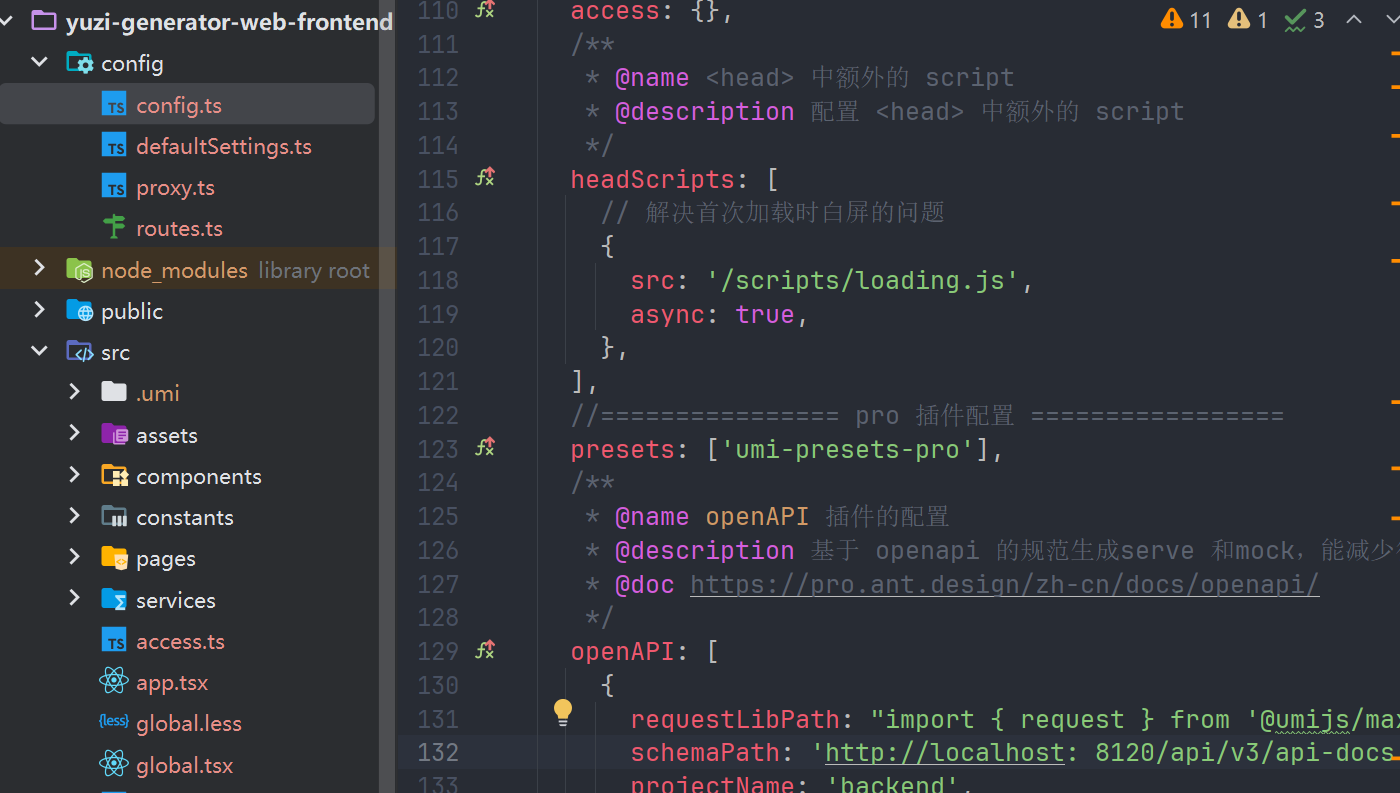 yuzi-generator-web-frontend
config
config.ts
defaultSettings.ts
proxy.ts
routes.ts
node_modules library root
public
src
.umi
assets
components
constants
pages
services
access.ts
app.tsx
global.less
global.tsx
11 1 3
110 access: {},
111 /**
112 * @name <head> 中额外的 script
113 * @description 配置 <head> 中额外的 script
114 */
115 headScripts: [
116 // 解决首次加载时白屏的问题
117 {
118 src: '/scripts/loading.js',
119 async: true,
120 },
121 ],
122 //================ pro 插件配置 =================
123 presets: ['umi-presets-pro'],
124 /**
125 * @name openAPI 插件的配置
126 * @description 基于 openapi 的规范生成serve 和mock，能减少
127 * @doc https://pro.ant.design/zh-cn/docs/openapi/
128 */
129 openAPI: [
130 {
131 requestLibPath: "import { request } from '@umijs/max
132 schemaPath: 'http://localhost: 8120/api/v3/api-docs
133 projectName: 'backend',